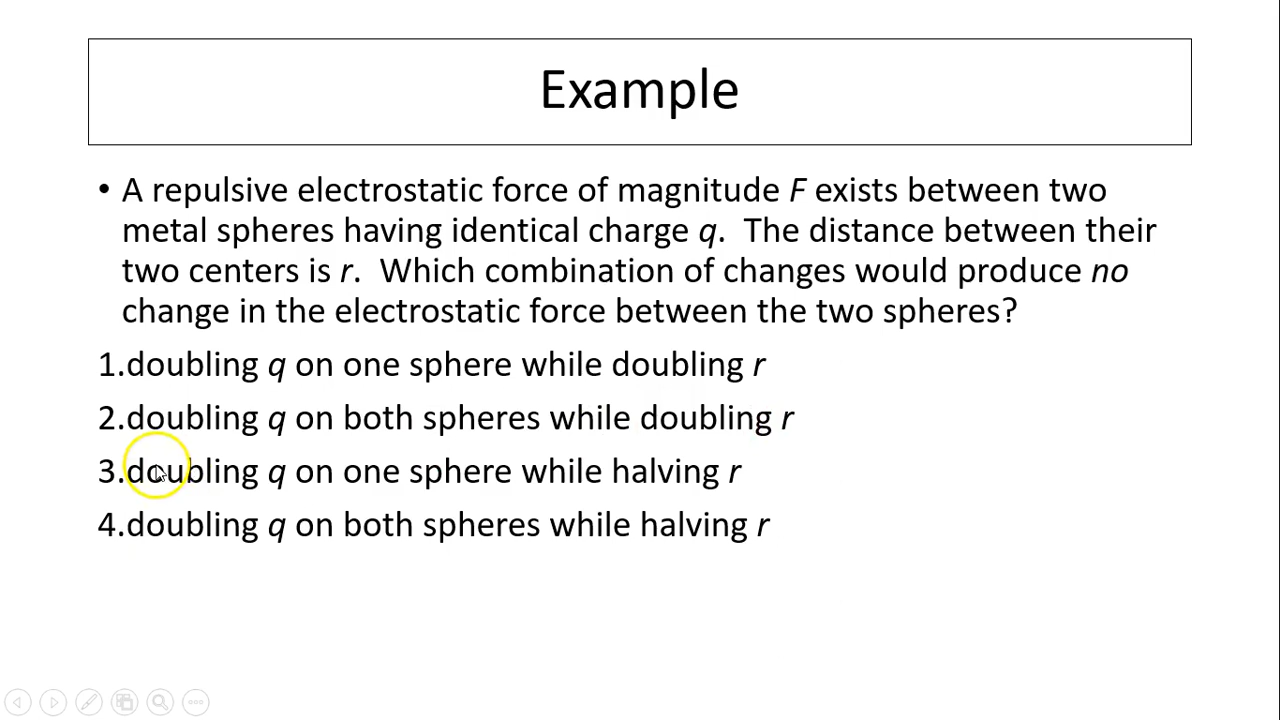 Example
• A repulsive electrostatic force of magnitude F exists between two
metal spheres having identical charge q.  The distance between their
two centers is r.  Which combination of changes would produce no
change in the electrostatic force between the two spheres?
1.doubling q on one sphere while doubling r
2.doubling q on both spheres while doubling r
3.doubling q on one sphere while halving r
4.doubling q on both spheres while halving r